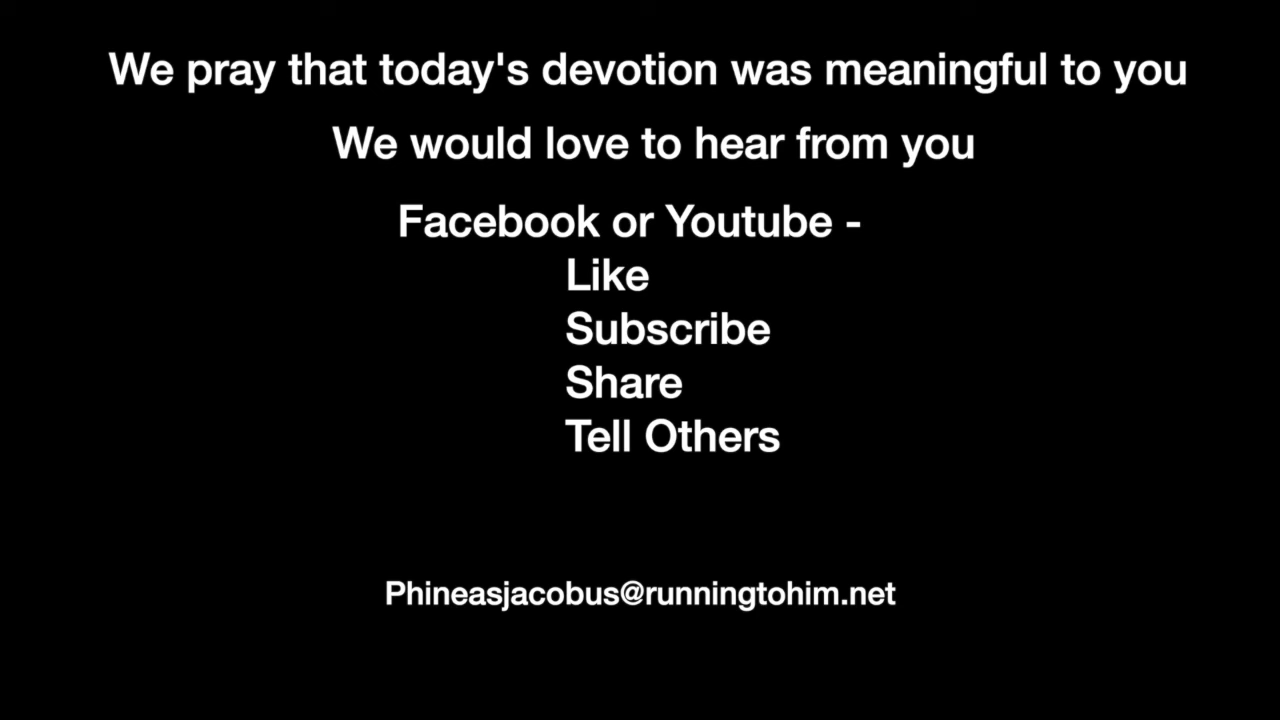 We pray that today's devotion was meaningful to you
We would love to hear from you
Facebook or Youtube -
Like
Subscribe
Share
Tell Others
Phineasjacobus@runningtohim.net